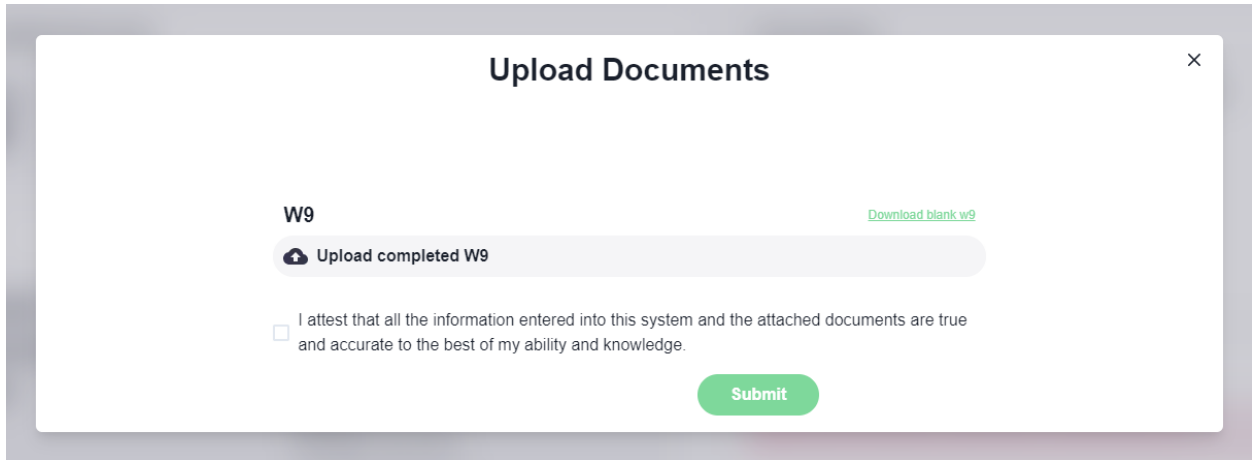 Upload Documents
W9
Download blank w9
Upload completed W9
I attest that all the information entered into this system and the attached documents are true
and accurate to the best of my ability and knowledge.
Submit